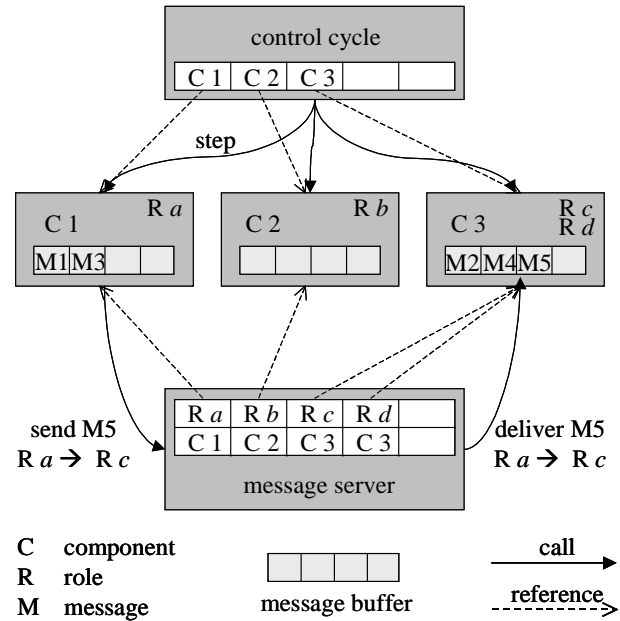 control cycle
C 1 C 2 C 3
step
R a
C 1
M1 M3
R b
C 2
R c
R d
C 3
M2 M4 M5
R a R b R c R d
C 1 C 2 C 3 C 3
message server
send M5
R a → R c
deliver M5
R a → R c
C component
R role
M message
message buffer
call
reference